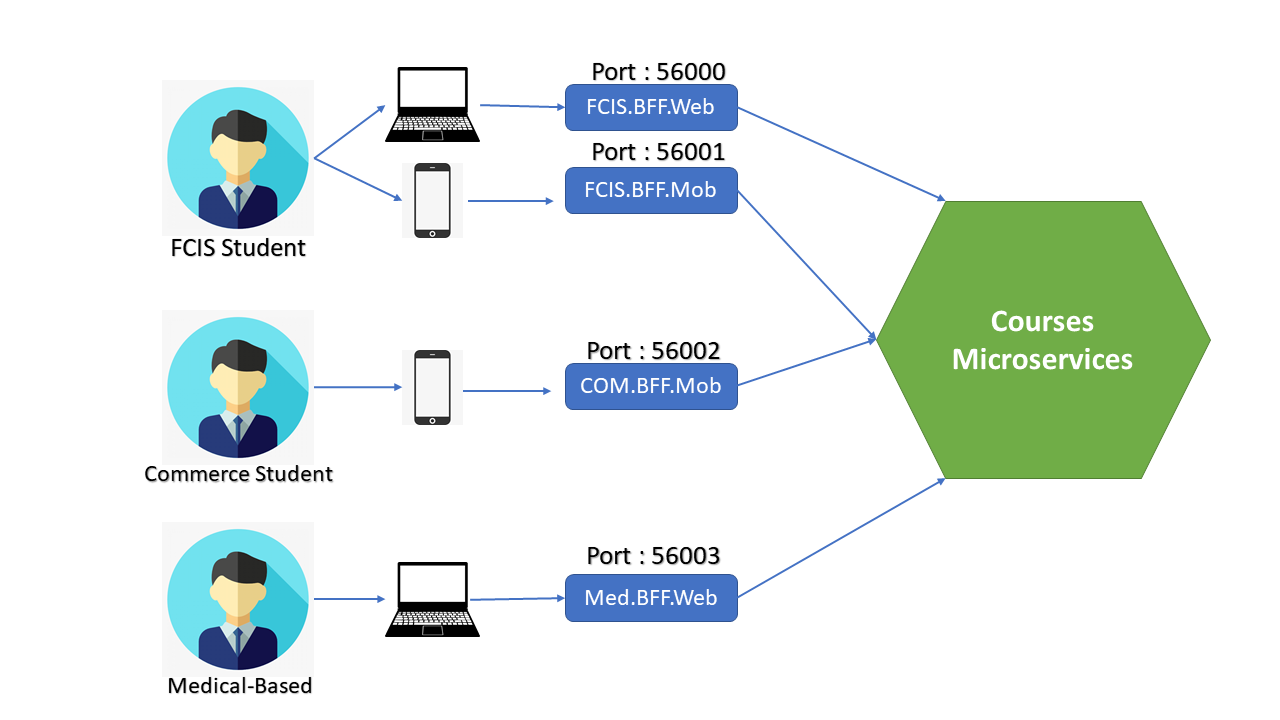 Port : 56000
FCIS.BFF.Web
Port : 56001
FCIS.BFF.Mob
FCIS Student
Port : 56002
COM.BFF.Mob
Courses
Microservices
Commerce Student
Port : 56003
Med.BFF.Web
Medical-Based